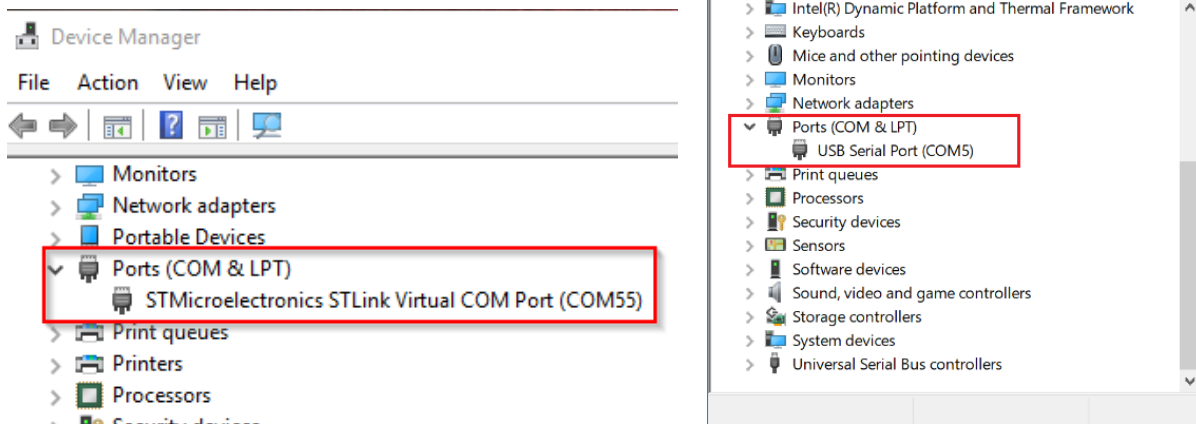 Device Manager
File Action View Help
Monitors
Network adapters
Portable Devices
Ports (COM & LPT)
STMicroelectronics STLink Virtual COM Port (COM55)
Print queues
Printers
Processors
Security devices
Intel(R) Dynamic Platform and Thermal Framework
Keyboards
Mice and other pointing devices
Monitors
Network adapters
Ports (COM & LPT)
USB Serial Port (COM5)
Print queues
Processors
Security devices
Sensors
Software devices
Sound, video and game controllers
Storage controllers
System devices
Universal Serial Bus controllers